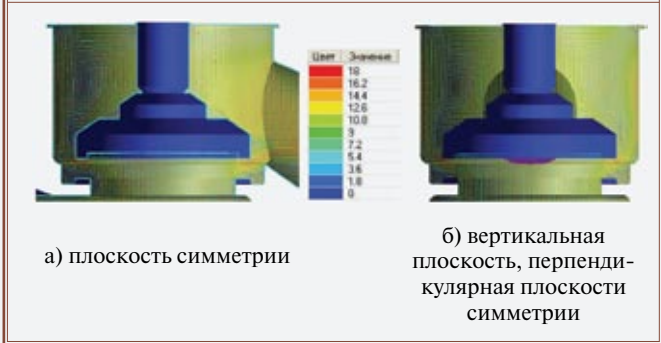 Цвет Значение
18
16.2
14.4
12.6
10.8
9
7.2
5.4
3.6
1.8
0
а) плоскость симметрии
б) вертикальная
плоскость, перпенди-
кулярная плоскости
симметрии